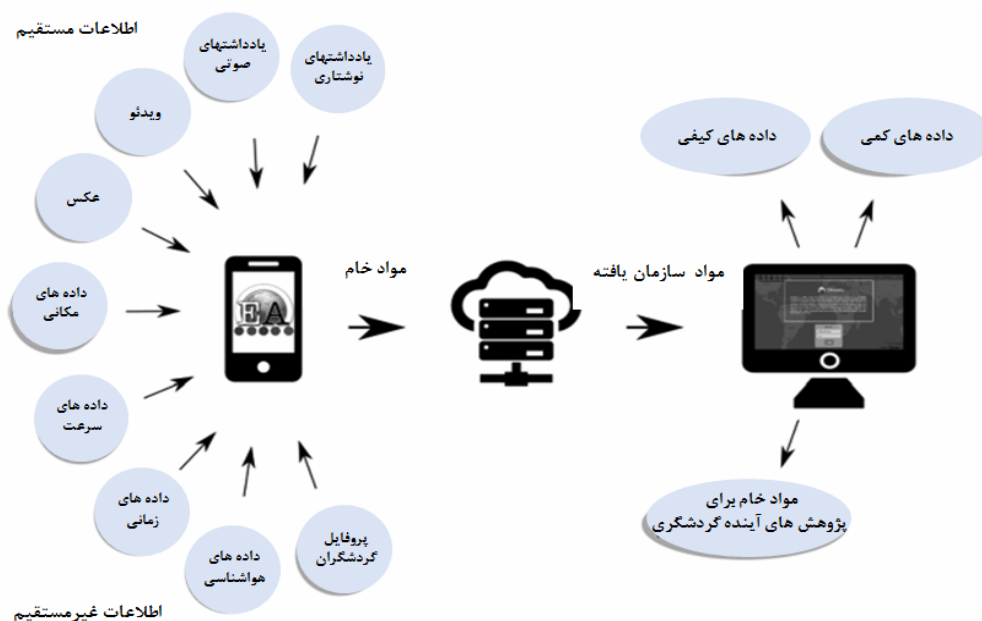 اطلاعات مستقیم
یادداشتهای
صوتی
یادداشتهای
نوشتاری
ویدئو
عکس
داده های
مکانی
داده های
سرعت
داده های
زمانی
داده های
هواشناسی
پروفایل
گردشگران
اطلاعات غیرمستقیم
EA
مواد خام
مواد سازمان یافته
داده های کیفی
داده های کمی
مواد خام برای
پژوهش های آینده گردشگری